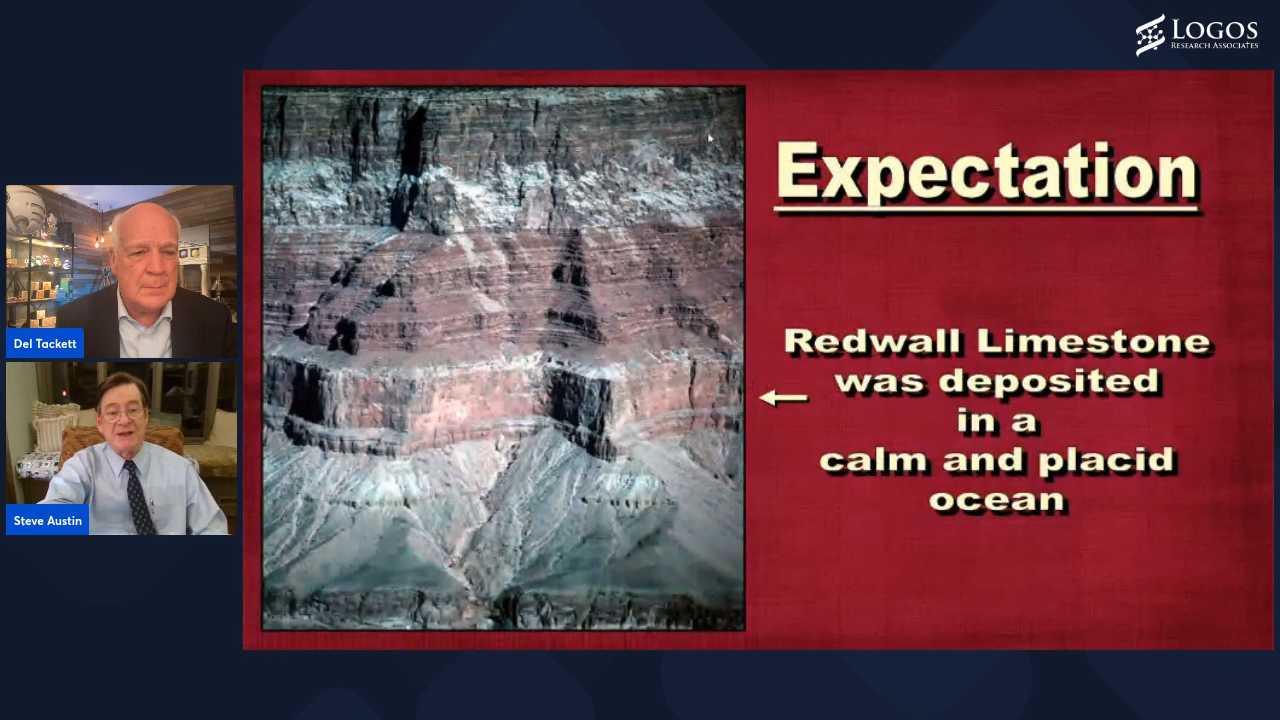 LOGOS
RESEARCH ASSOCIATES
Expectation
Redwall Limestone
was deposited
in a
calm and placid
ocean
Del Tackett
Steve Austin